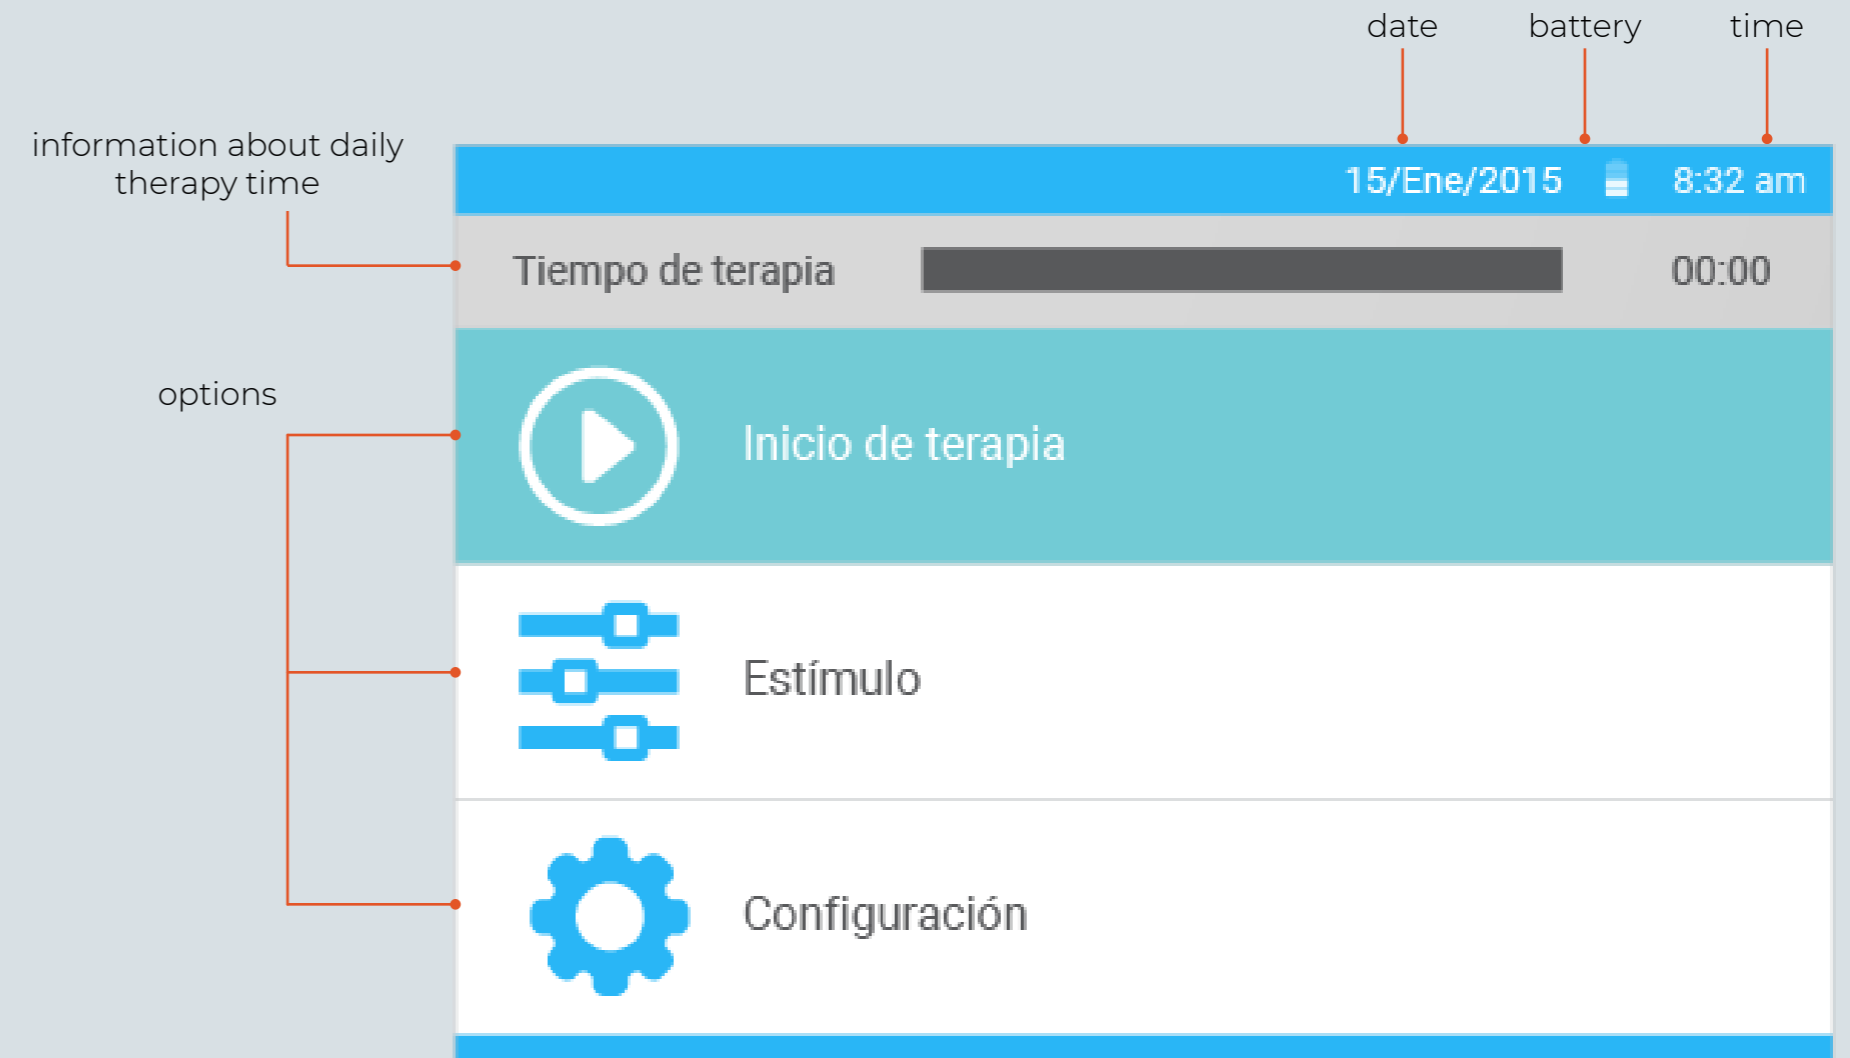 date battery time
information about daily
therapy time
15/Ene/2015 8:32 am
Tiempo de terapia 00:00
options
Inicio de terapia
Estímulo
Configuración